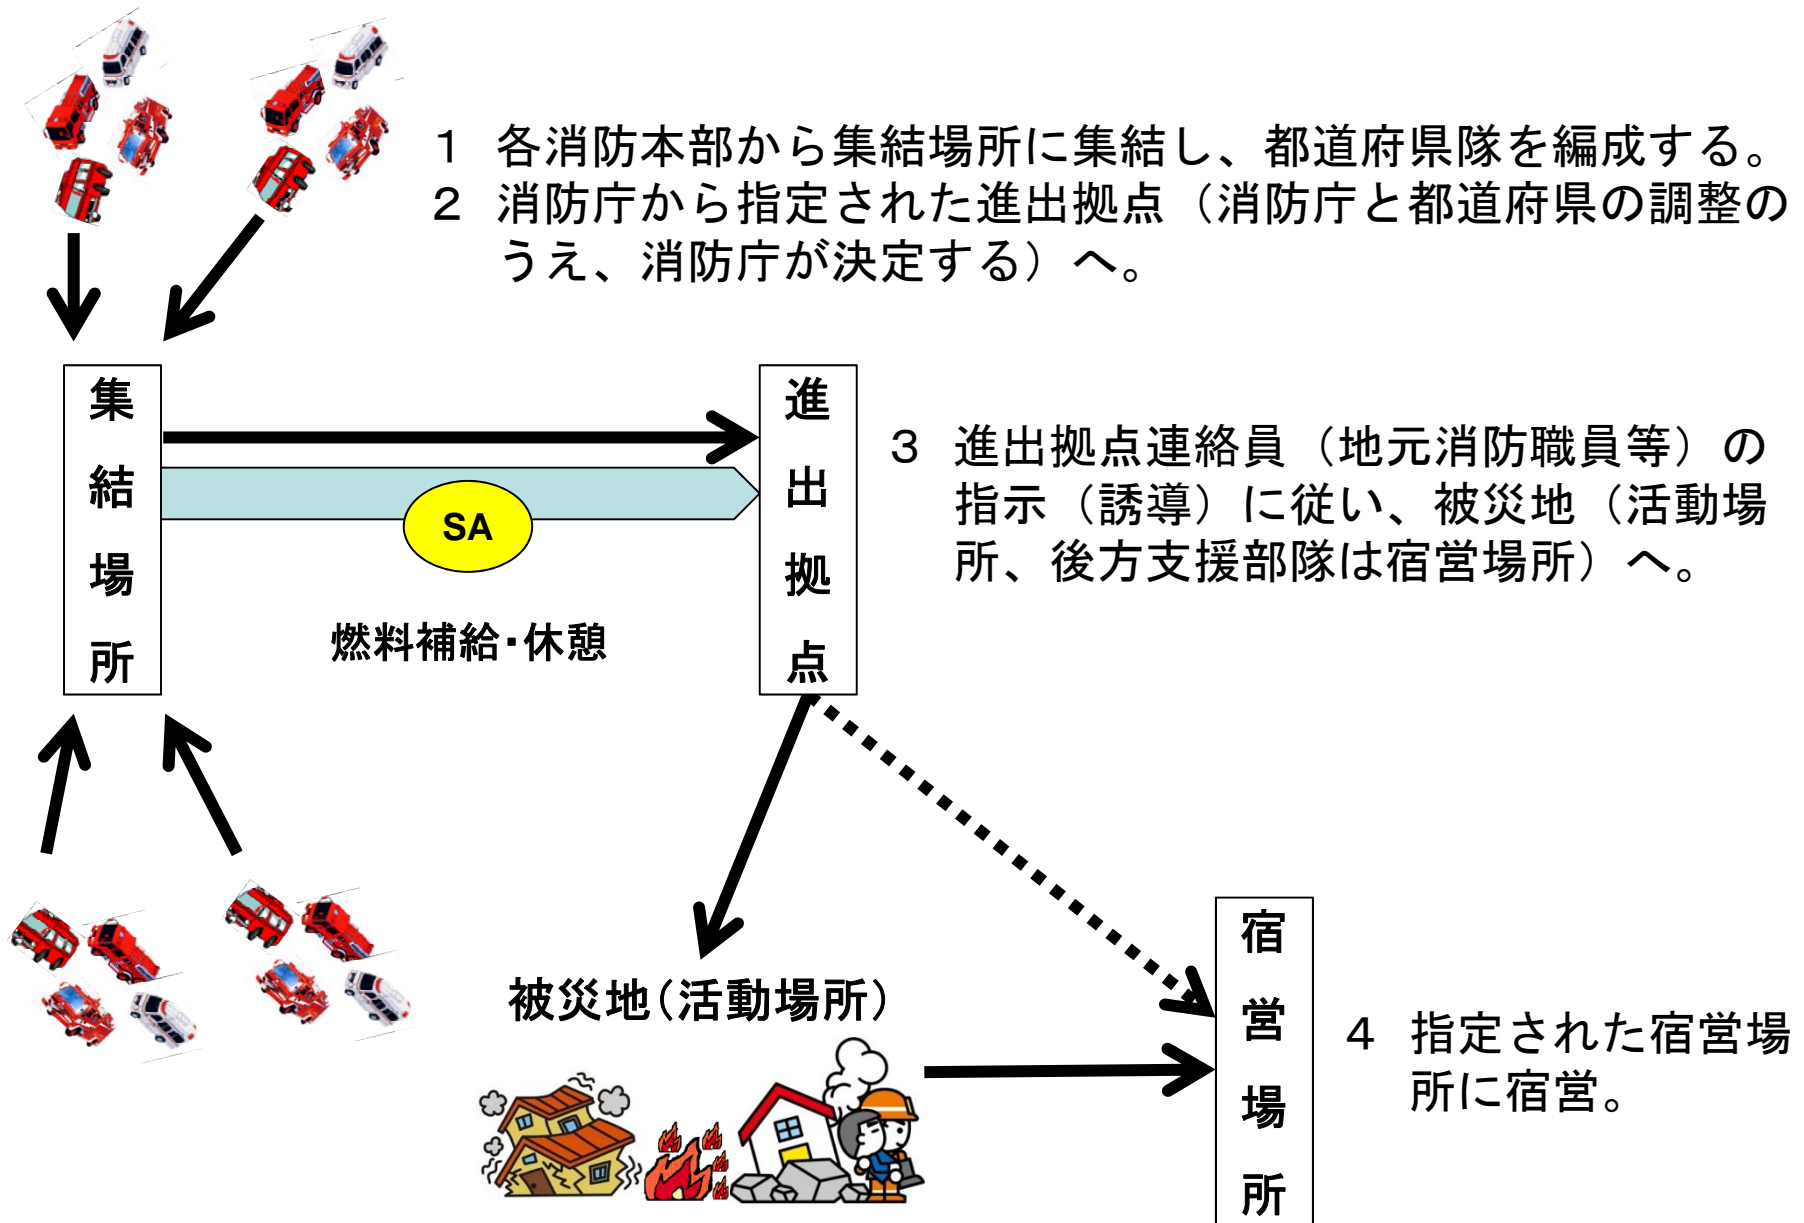 １ 各消防本部から集結場所に集結し、都道府県隊を編成する。
２ 消防庁から指定された進出拠点（消防庁と都道府県の調整の
うえ、消防庁が決定する）へ。
集結場所
進出拠点
３ 進出拠点連絡員（地元消防職員等）の
指示（誘導）に従い、被災地（活動場
所、後方支援部隊は宿営場所）へ。
SA
燃料補給･休憩
被災地（活動場所）
宿営場所
４ 指定された宿営場
所に宿営。